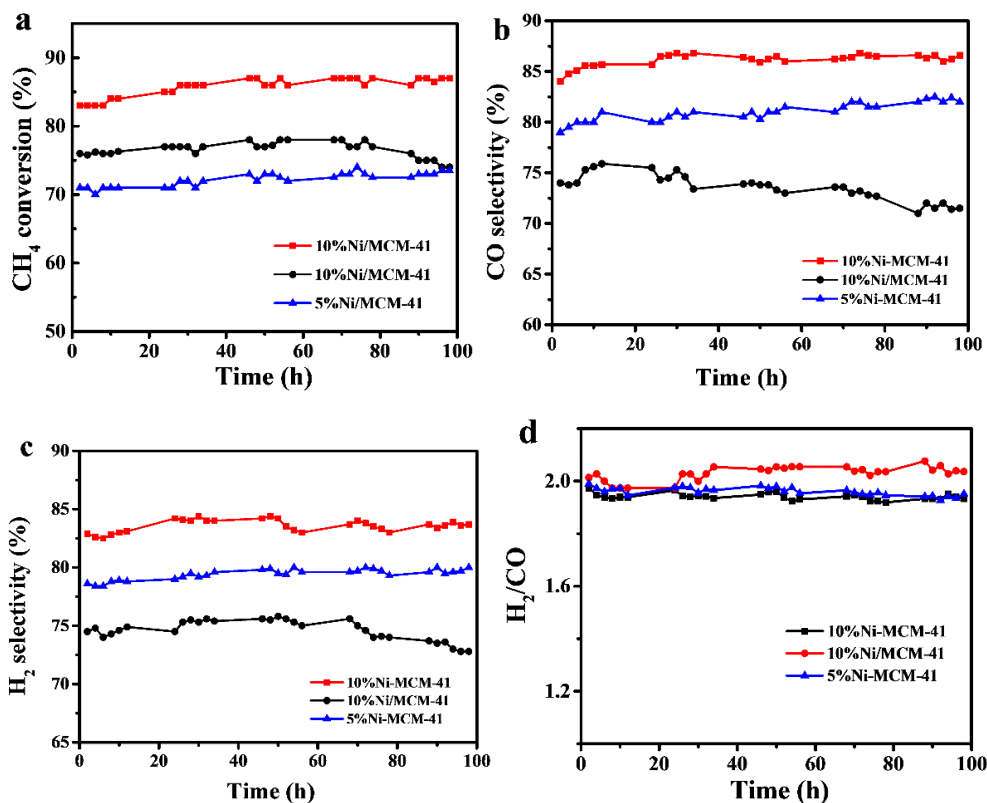 a
CH4 conversion (%)
90
80
70
60
50
0 20 40 60 80 100
Time (h)
10%Ni/MCM-41
10%Ni/MCM-41
5%Ni/MCM-41
b
CO selectivity (%)
90
85
80
75
70
65
60
0 20 40 60 80 100
Time (h)
10%Ni-MCM-41
10%Ni/MCM-41
5%Ni-MCM-41
c
H2 selectivity (%)
90
85
80
75
70
65
0 20 40 60 80 100
Time (h)
10%Ni-MCM-41
10%Ni/MCM-41
5%Ni-MCM-41
d
H2/CO
2.0
1.6
1.2
0 20 40 60 80 100
Time (h)
10%Ni-MCM-41
10%Ni/MCM-41
5%Ni-MCM-41